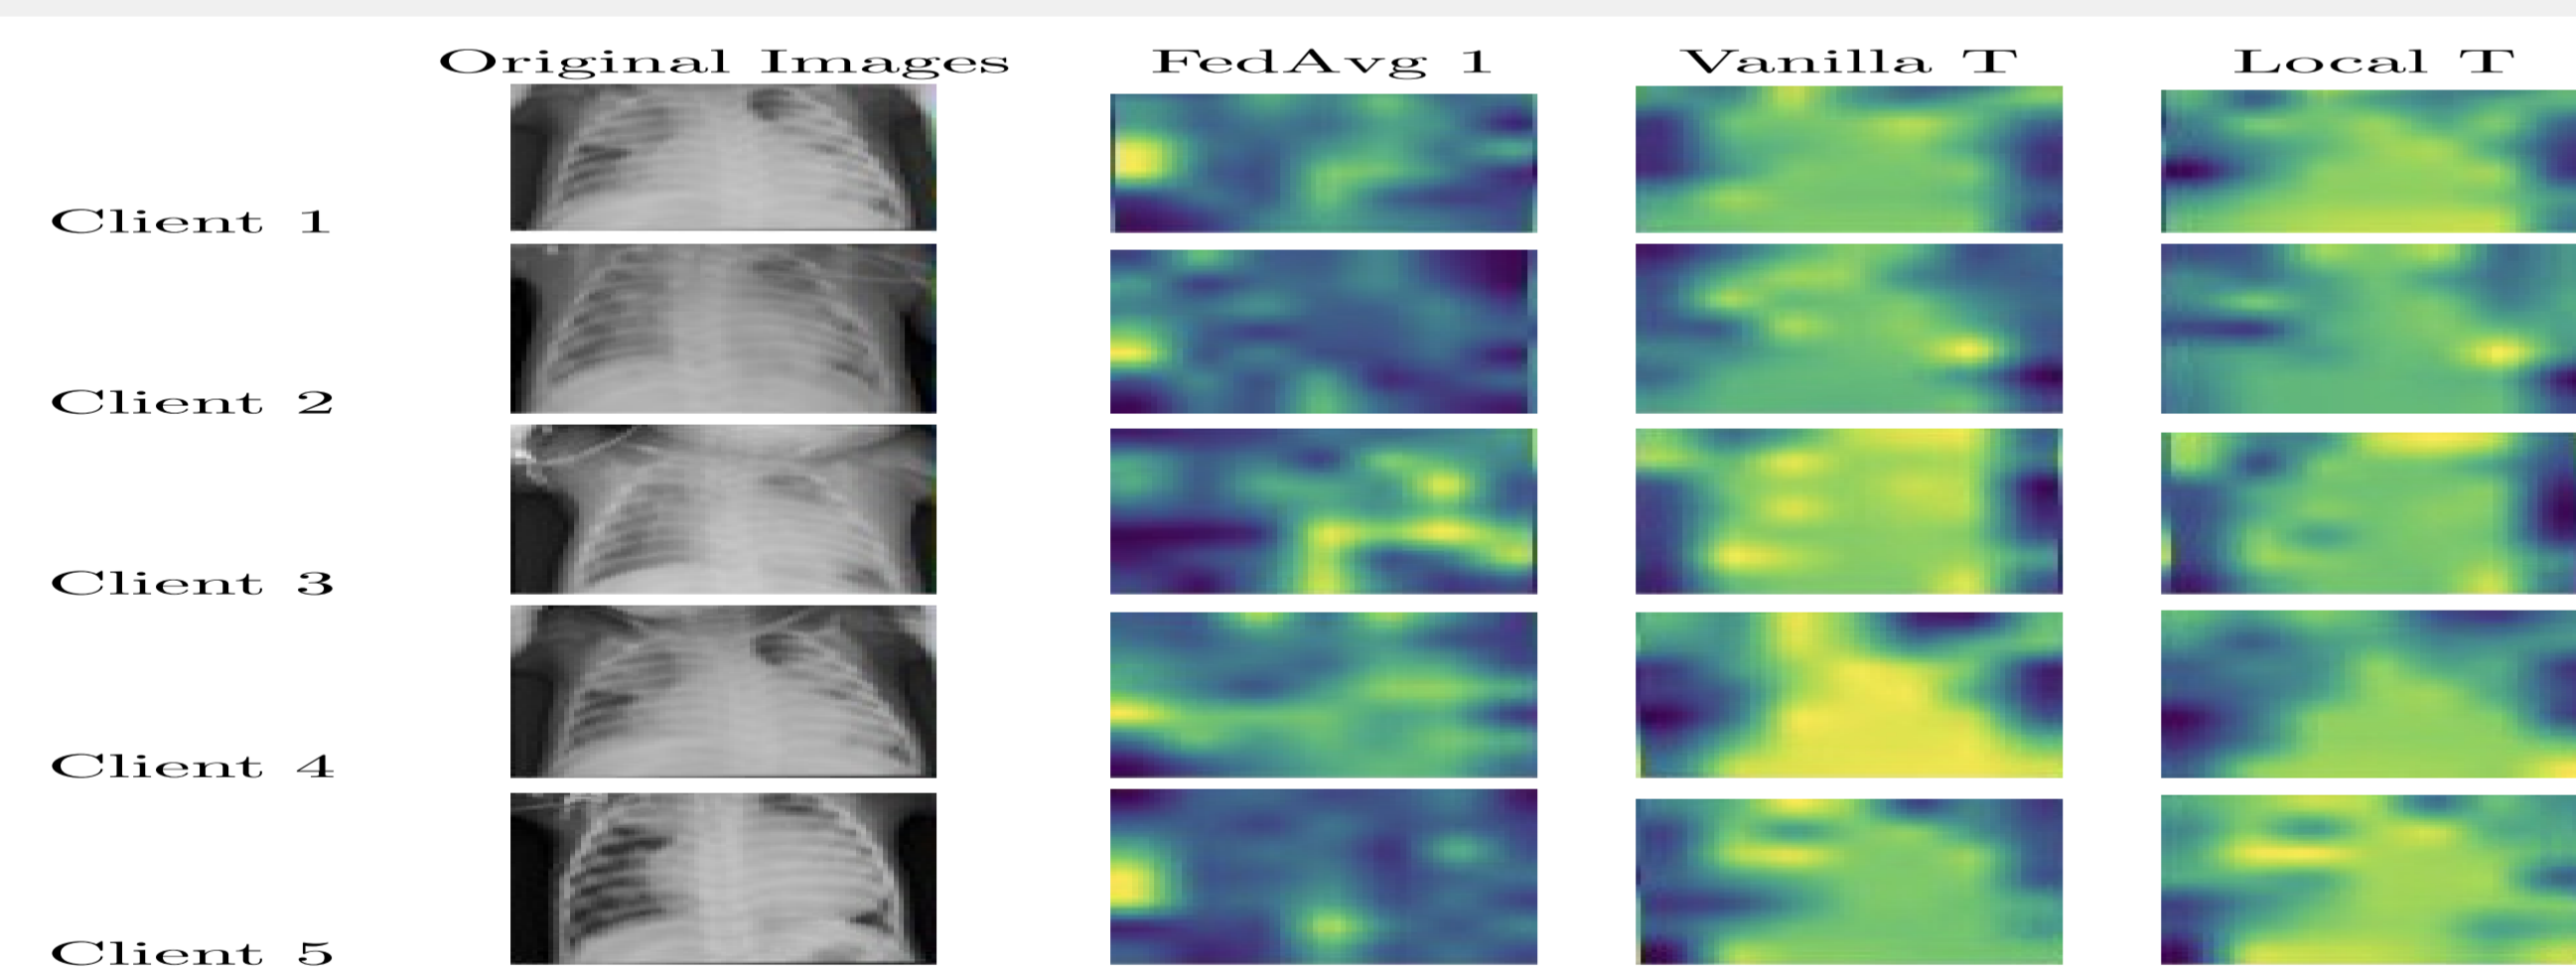 Original Images FedAvg 1 Vanilla T Local T
Client 1
Client 2
Client 3
Client 4
Client 5